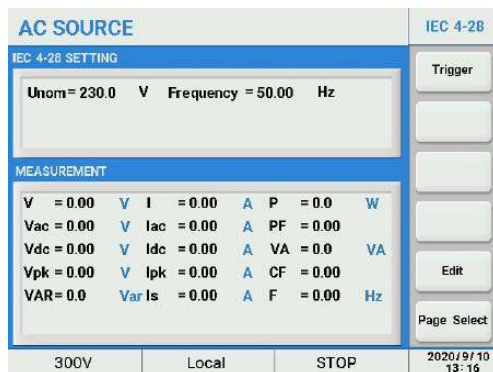 AC SOURCE
IEC 4-28
IEC 4-28 SETTING
Trigger
Unom= 230.0 V Frequency = 50.00 Hz
MEASUREMENT
V = 0.00 V I = 0.00 A P = 0.0 W
Vac = 0.00 V Iac = 0.00 A PF = 0.00
Vdc = 0.00 V Idc = 0.00 A VA = 0.0 VA
Vpk = 0.00 V Ipk = 0.00 A CF = 0.00
VAR= 0.0 Var Is = 0.00 A F = 0.00 Hz
Edit
Page Select
300V Local STOP
2020/9/10
13:16